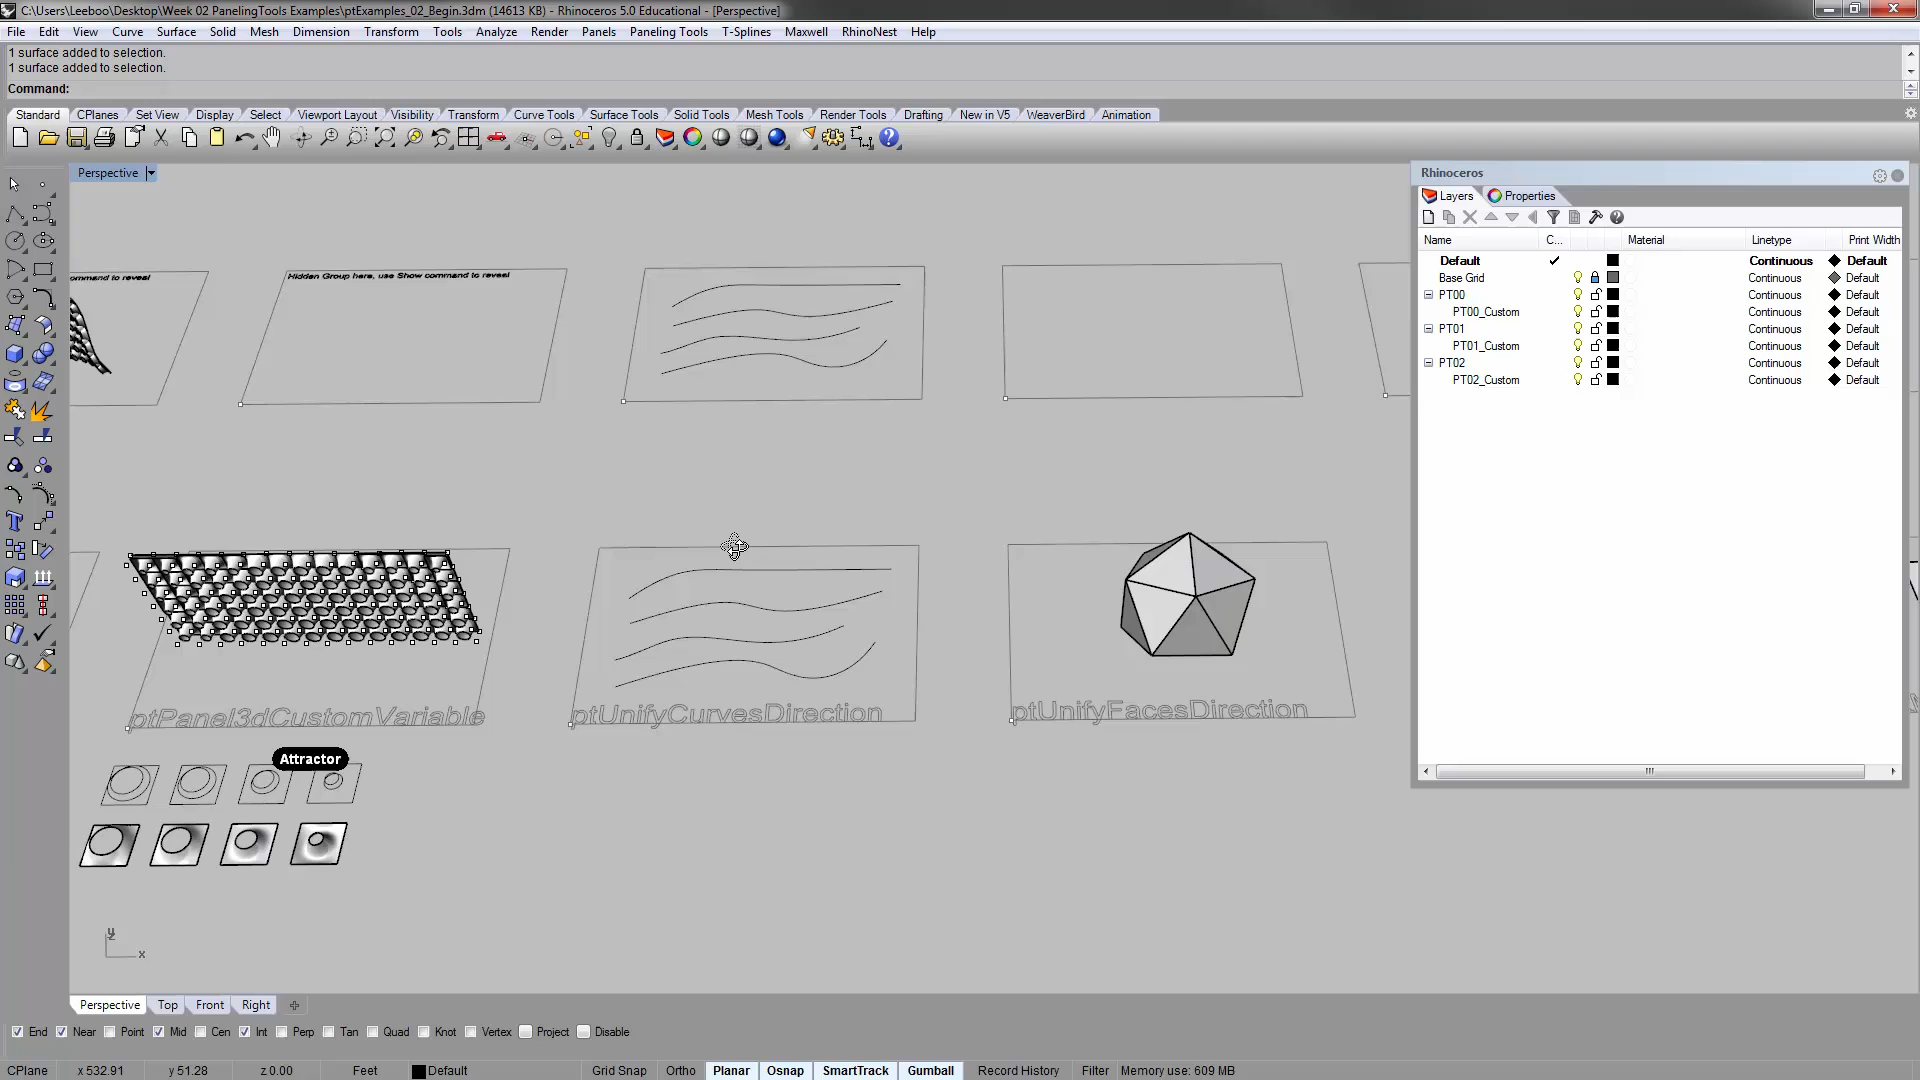 C:\Users\Leeboo\Desktop\Week 02 PanelingTools Examples\ptExamples_02_Begin.3dm (14613 KB) - Rhinoceros 5.0 Educational - [Perspective]
File Edit View Curve Surface Solid Mesh Dimension Transform Tools Analyze Render Panels Paneling Tools T-Splines Maxwell RhinoNest Help
1 surface added to selection.
1 surface added to selection.
Command:
Standard CPlanes Set View Display Select Viewport Layout Visibility Transform Curve Tools Surface Tools Solid Tools Mesh Tools Render Tools Drafting New in V5 WeaverBird Animation
Perspective
command to reveal
Hidden Group here, use Show command to reveal
ptPanel3dCustomVariable
ptUnifyCurvesDirection
ptUnifyFacesDirection
Attractor
y
x
Rhinoceros
Layers Properties
Name C... Material Linetype Print Width
Default Continuous Default
Base Grid Continuous Default
PT00 Continuous Default
PT00_Custom Continuous Default
PT01 Continuous Default
PT01_Custom Continuous Default
PT02 Continuous Default
PT02_Custom Continuous Default
Perspective Top Front Right
End Near Point Mid Cen Int Perp Tan Quad Knot Vertex Project Disable
CPlane x 532.91 y 51.28 z 0.00 Feet Default Grid Snap Ortho Planar Osnap SmartTrack Gumball Record History Filter Memory use: 609 MB